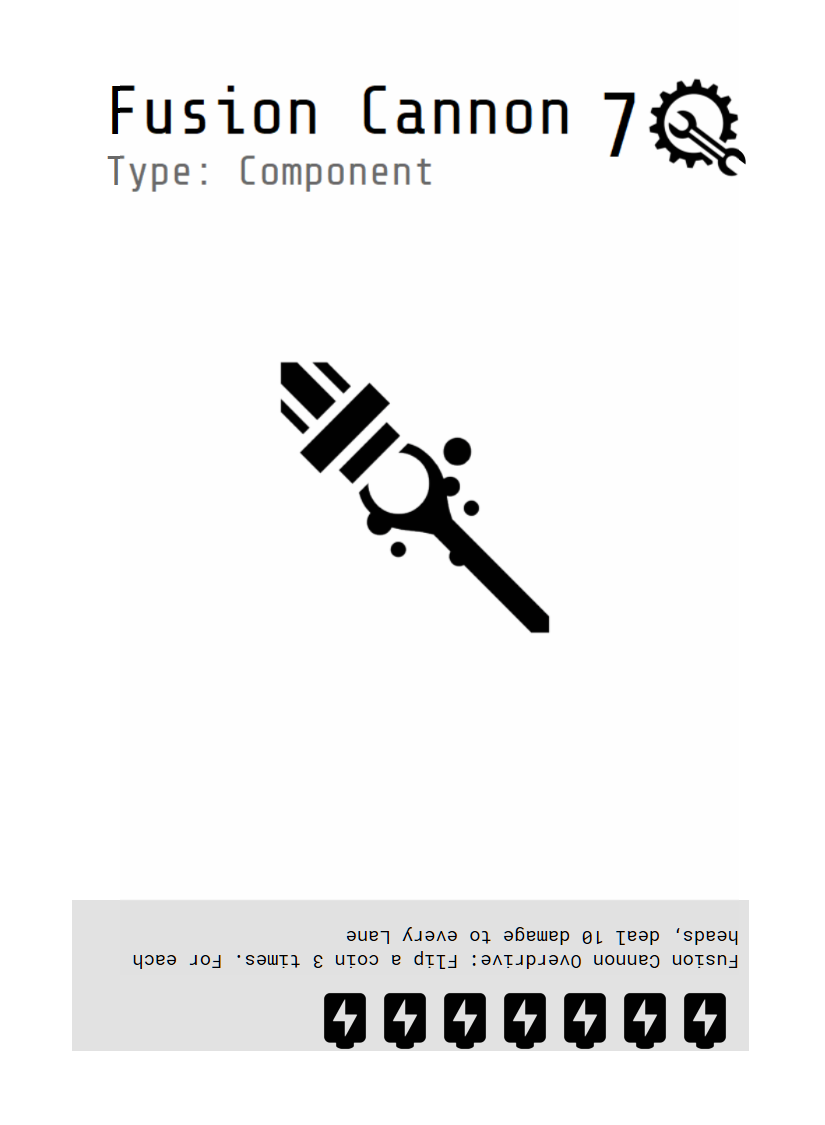 Fusion Cannon 7
Type: Component
Fusion Cannon Overdrive: Flip a coin 3 times. For each
heads, deal 10 damage to every Lane